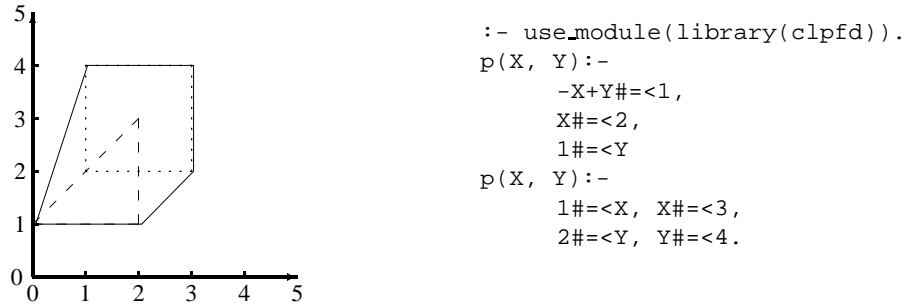 5
4
3
2
1
0
0 1 2 3 4 5
:- use_module(library(clpfd)).
p(X, Y):-
-X+Y#=<1,
X#=<2,
1#=<Y
p(X, Y):-
1#=<X, X#=<3,
2#=<Y, Y#=<4.